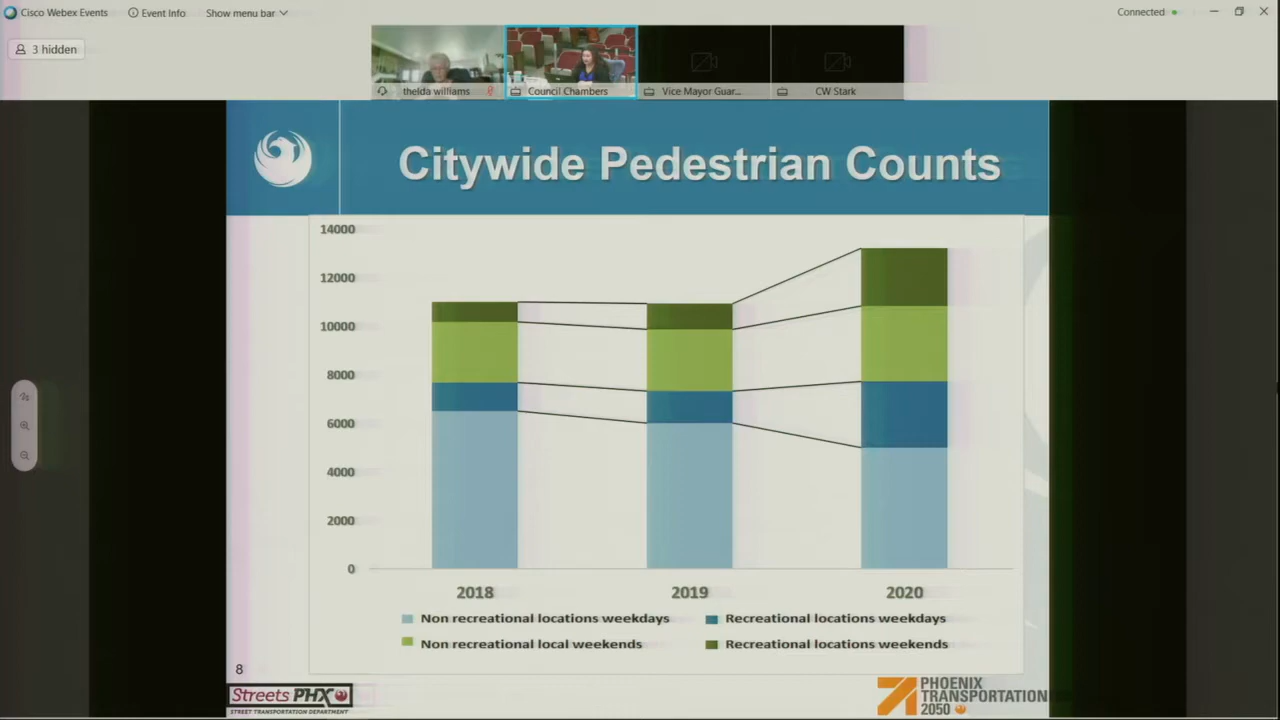 Cisco Webex Events
Event Info
Show menu bar
Connected
3 hidden
thelda williams
Council Chambers
Vice Mayor Guar...
CW Stark
Citywide Pedestrian Counts
14000
12000
10000
8000
6000
4000
2000
0
2018
2019
2020
Non recreational locations weekdays
Recreational locations weekdays
Non recreational local weekends
Recreational locations weekends
8
Streets PHX
STREET TRANSPORTATION DEPARTMENT
PHOENIX
TRANSPORTATION
2050